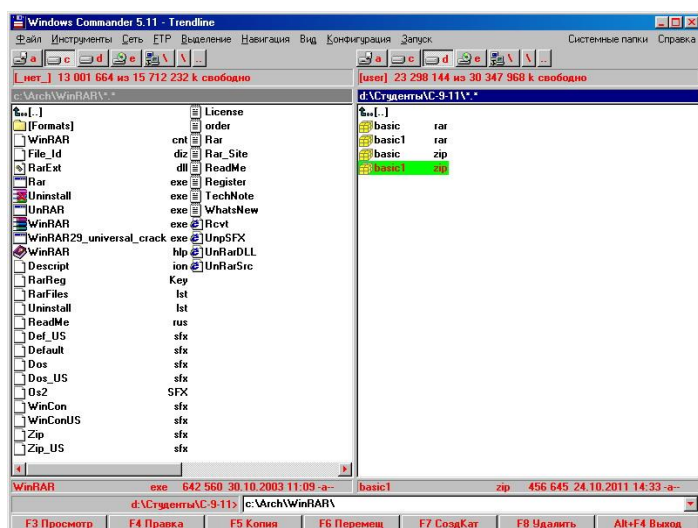 Windows Commander 5.11 - Trendline
Файл Инструменты Сеть FTP Выделение Навигация Вид Конфигурация Запуск Системные папки Справка
a c d e \ \ .. a c d e \ \ ..
[_нет_] 13 001 664 из 15 712 232 k свободно [user] 23 298 144 из 30 347 968 k свободно
c:\Arch\WinRAR\*.* d:\Студенты\С-9-11\*.*
[..] License [..]
[Formats] order basic rar
WinRAR cnt Rar basic1 rar
File_Id diz Rar_Site basic zip
RarExt dll ReadMe basic1 zip
Rar exe Register
Uninstall exe TechNote
UnRAR exe WhatsNew
WinRAR exe Rcvt
WinRAR29_universal_crack exe UnpSFX
WinRAR hlp UnRarDLL
Descript ion UnRarSrc
RarReg Key
RarFiles lst
Uninstall lst
ReadMe rus
Def_US sfx
Default sfx
Dos sfx
Dos_US sfx
Os2 SFX
WinCon sfx
WinConUS sfx
Zip sfx
Zip_US sfx
WinRAR exe 642 560 30.10.2003 11:09 -a-- basic1 zip 456 645 24.10.2011 14:33 -a--
d:\Студенты\С-9-11> c:\Arch\WinRAR\
F3 Просмотр F4 Правка F5 Копия F6 Перемещ F7 СоздКат F8 Удалить Alt+F4 Выход